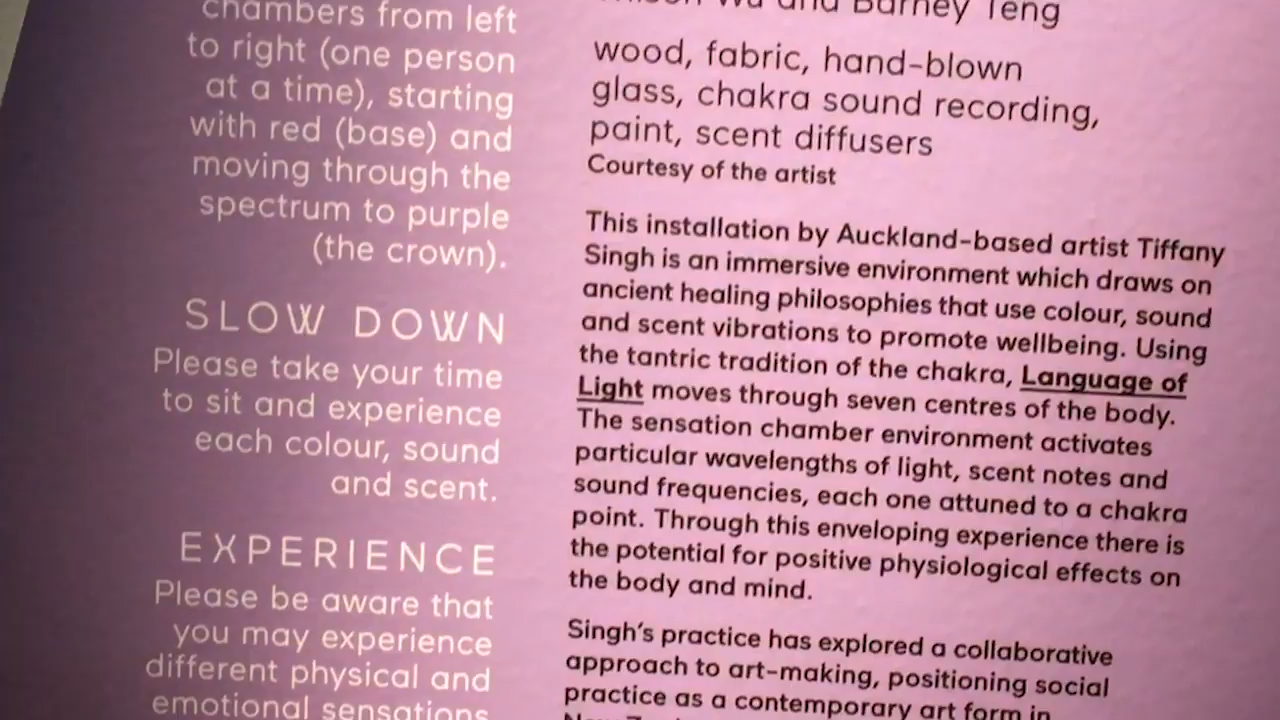 chambers from left
to right (one person
at a time), starting
with red (base) and
moving through the
spectrum to purple
(the crown).
SLOW DOWN
Please take your time
to sit and experience
each colour, sound
and scent.
EXPERIENCE
Please be aware that
you may experience
different physical and
emotional sensations
and Barney Teng
wood, fabric, hand-blown
glass, chakra sound recording,
paint, scent diffusers
Courtesy of the artist
This installation by Auckland-based artist Tiffany
Singh is an immersive environment which draws on
ancient healing philosophies that use colour, sound
and scent vibrations to promote wellbeing. Using
the tantric tradition of the chakra, Language of
Light moves through seven centres of the body.
The sensation chamber environment activates
particular wavelengths of light, scent notes and
sound frequencies, each one attuned to a chakra
point. Through this enveloping experience there is
the potential for positive physiological effects on
the body and mind.
Singh's practice has explored a collaborative
approach to art-making, positioning social
practice as a contemporary art form in